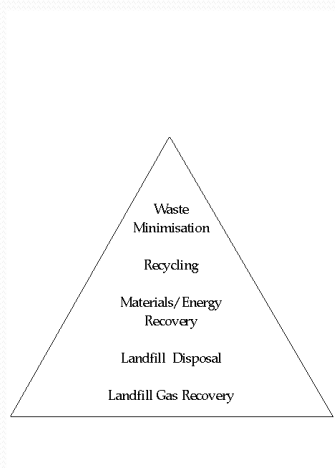 Waste
Minimisation
Recycling
Materials/Energy
Recovery
Landfill Disposal
Landfill Gas Recovery